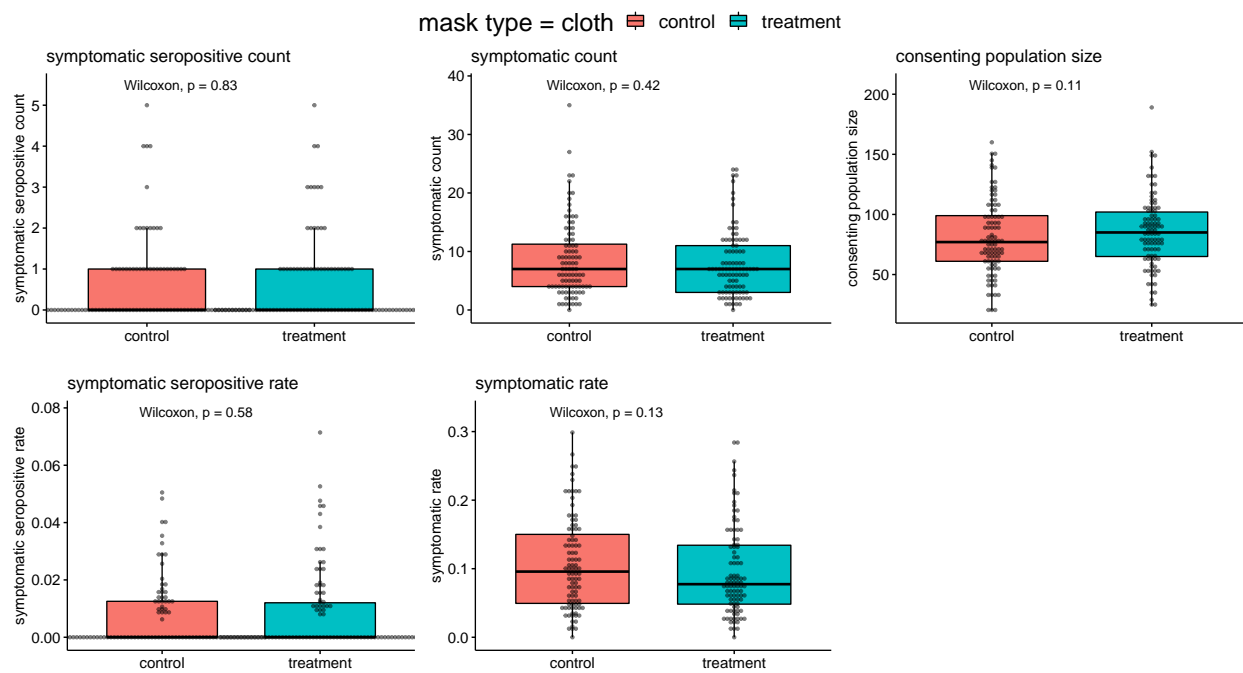 mask type = cloth control treatment
symptomatic seropositive count
Wilcoxon, p = 0.83
symptomatic seropositive count
5
4
3
2
1
0
control treatment
symptomatic count
Wilcoxon, p = 0.42
symptomatic count
40
30
20
10
0
control treatment
consenting population size
Wilcoxon, p = 0.11
consenting population size
200
150
100
50
control treatment
symptomatic seropositive rate
Wilcoxon, p = 0.58
symptomatic seropositive rate
0.08
0.06
0.04
0.02
0.00
control treatment
symptomatic rate
Wilcoxon, p = 0.13
symptomatic rate
0.3
0.2
0.1
0.0
control treatment